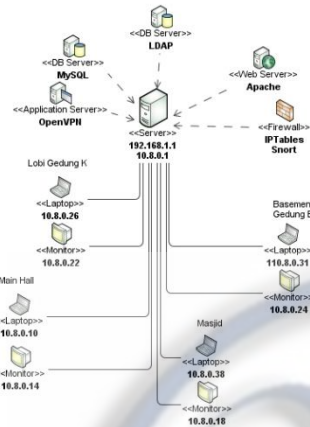 <<DB Server>>
LDAP
<<DB Server>>
MySQL
<<Web Server>>
Apache
<<Application Server>>
OpenVPN
<<Firewall>>
IPTables
Snort
<<Server>>
192.168.1.1
10.8.0.1
Lobi Gedung K
<<Laptop>>
10.8.0.26
<<Monitor>>
10.8.0.22
Basemen
Gedung E
<<Laptop>>
110.8.0.31
<<Monitor>>
10.8.0.24
Main Hall
<<Laptop>>
10.8.0.10
<<Monitor>>
10.8.0.14
Masjid
<<Laptop>>
10.8.0.38
<<Monitor>>
10.8.0.18